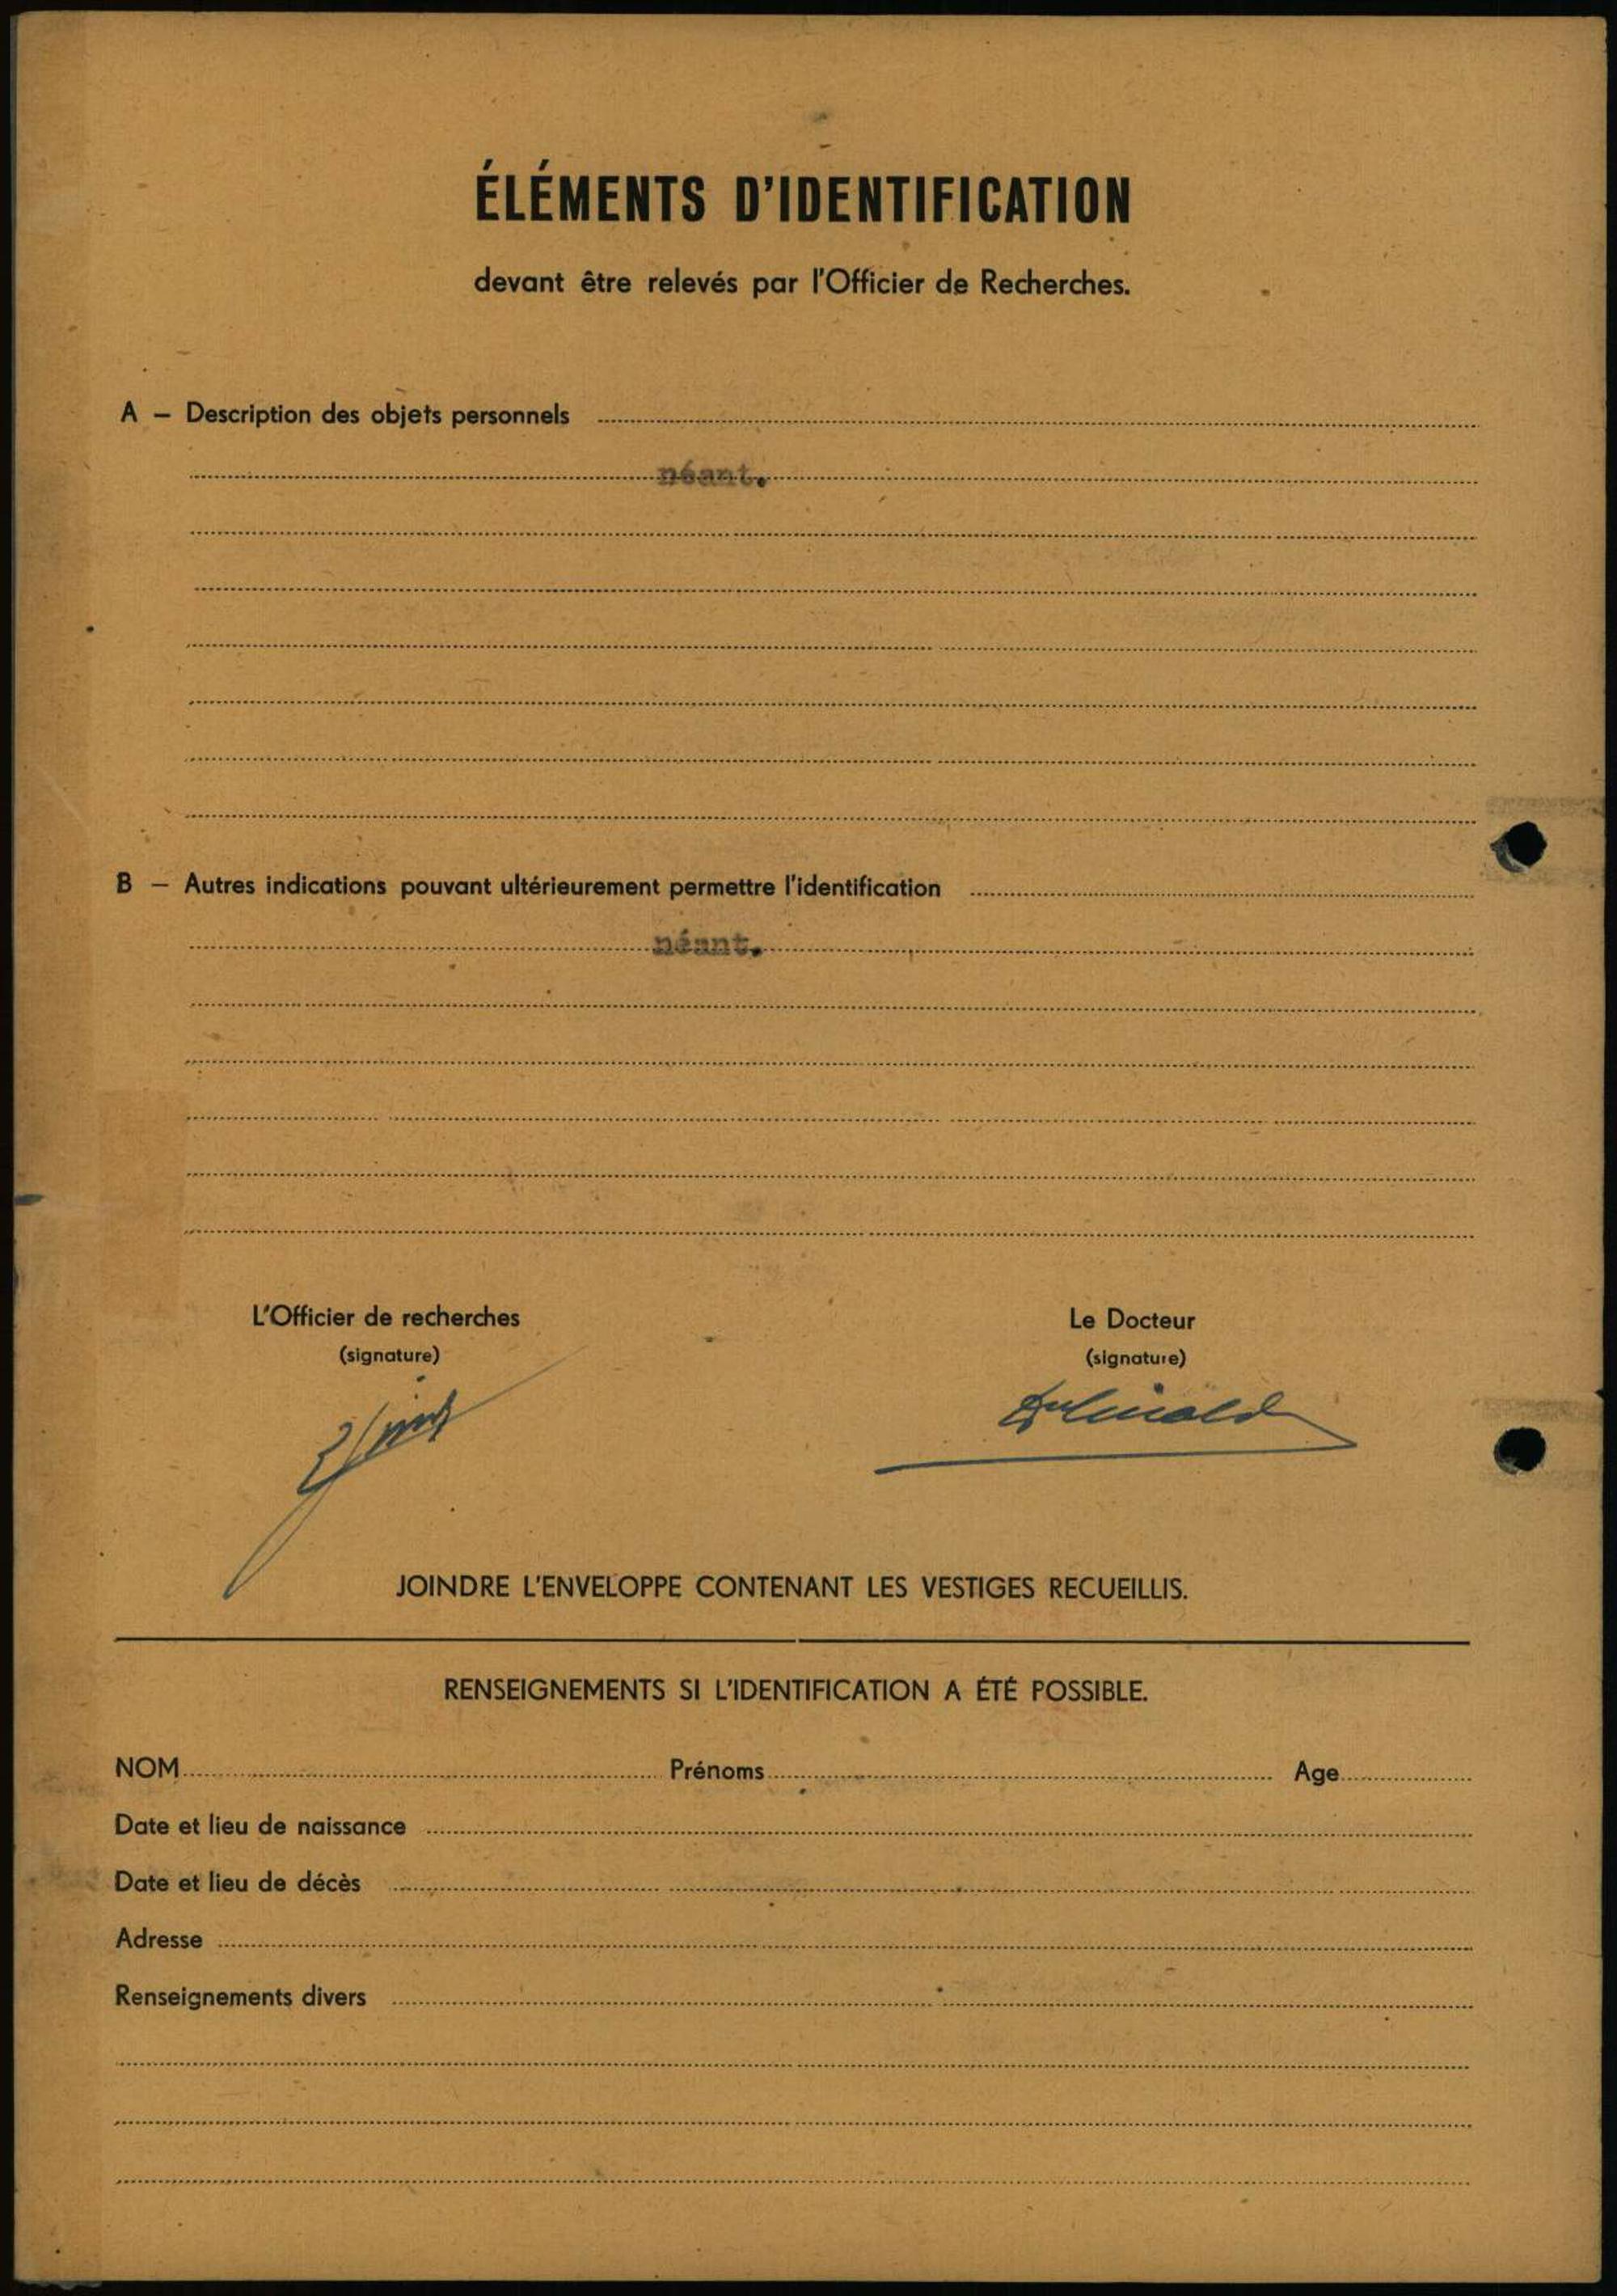 ÉLÉMENTS D'IDENTIFICATION
devant être relevés par l'Officier de Recherches.
A — Description des objets personnels
néant.
B — Autres indications pouvant ultérieurement permettre l'identification
néant.
L'Officier de recherches
(signature)
Le Docteur
(signature)
JOINDRE L'ENVELOPPE CONTENANT LES VESTIGES RECUEILLIS.
RENSEIGNEMENTS SI L'IDENTIFICATION A ÉTÉ POSSIBLE.
NOM Prénoms Age
Date et lieu de naissance
Date et lieu de décès
Adresse
Renseignements divers